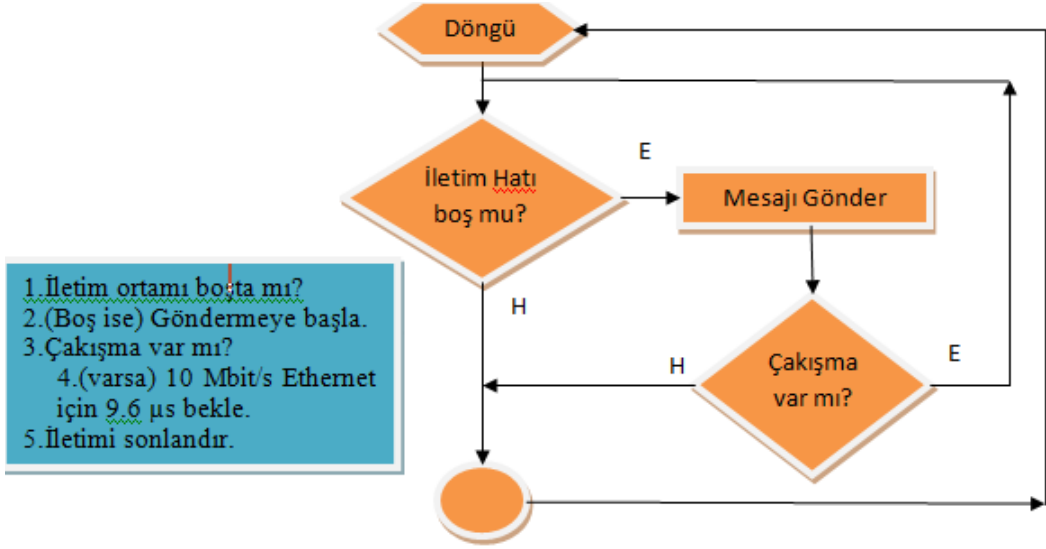 Döngü
İletim Hatı
boş mu?
E
Mesajı Gönder
H
Çakışma
var mı?
H
E
1.İletim ortamı boşta mı?
2.(Boş ise) Göndermeye başla.
3.Çakışma var mı?
4.(varsa) 10 Mbit/s Ethernet
için 9.6 µs bekle.
5.İletimi sonlandır.